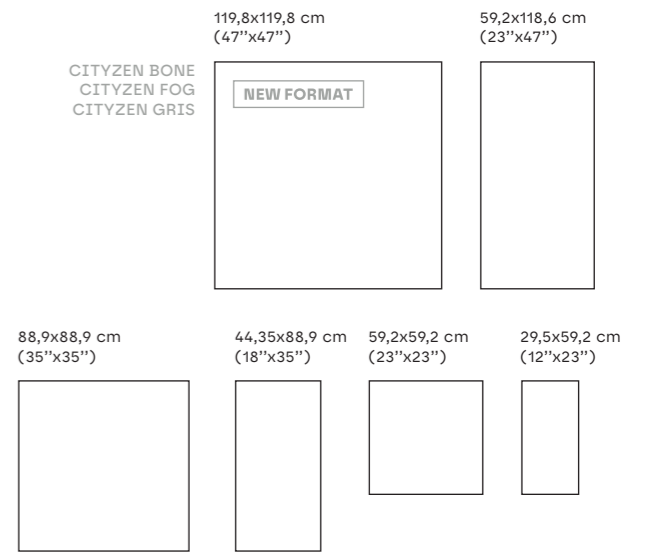 119,8x119,8 cm
(47’’x47’’)
59,2x118,6 cm
(23’’x47’’)
CITYZEN BONE
CITYZEN FOG
CITYZEN GRIS
NEW FORMAT
88,9x88,9 cm
(35’’x35’’)
44,35x88,9 cm
(18’’x35’’)
59,2x59,2 cm
(23’’x23’’)
29,5x59,2 cm
(12’’x23’’)